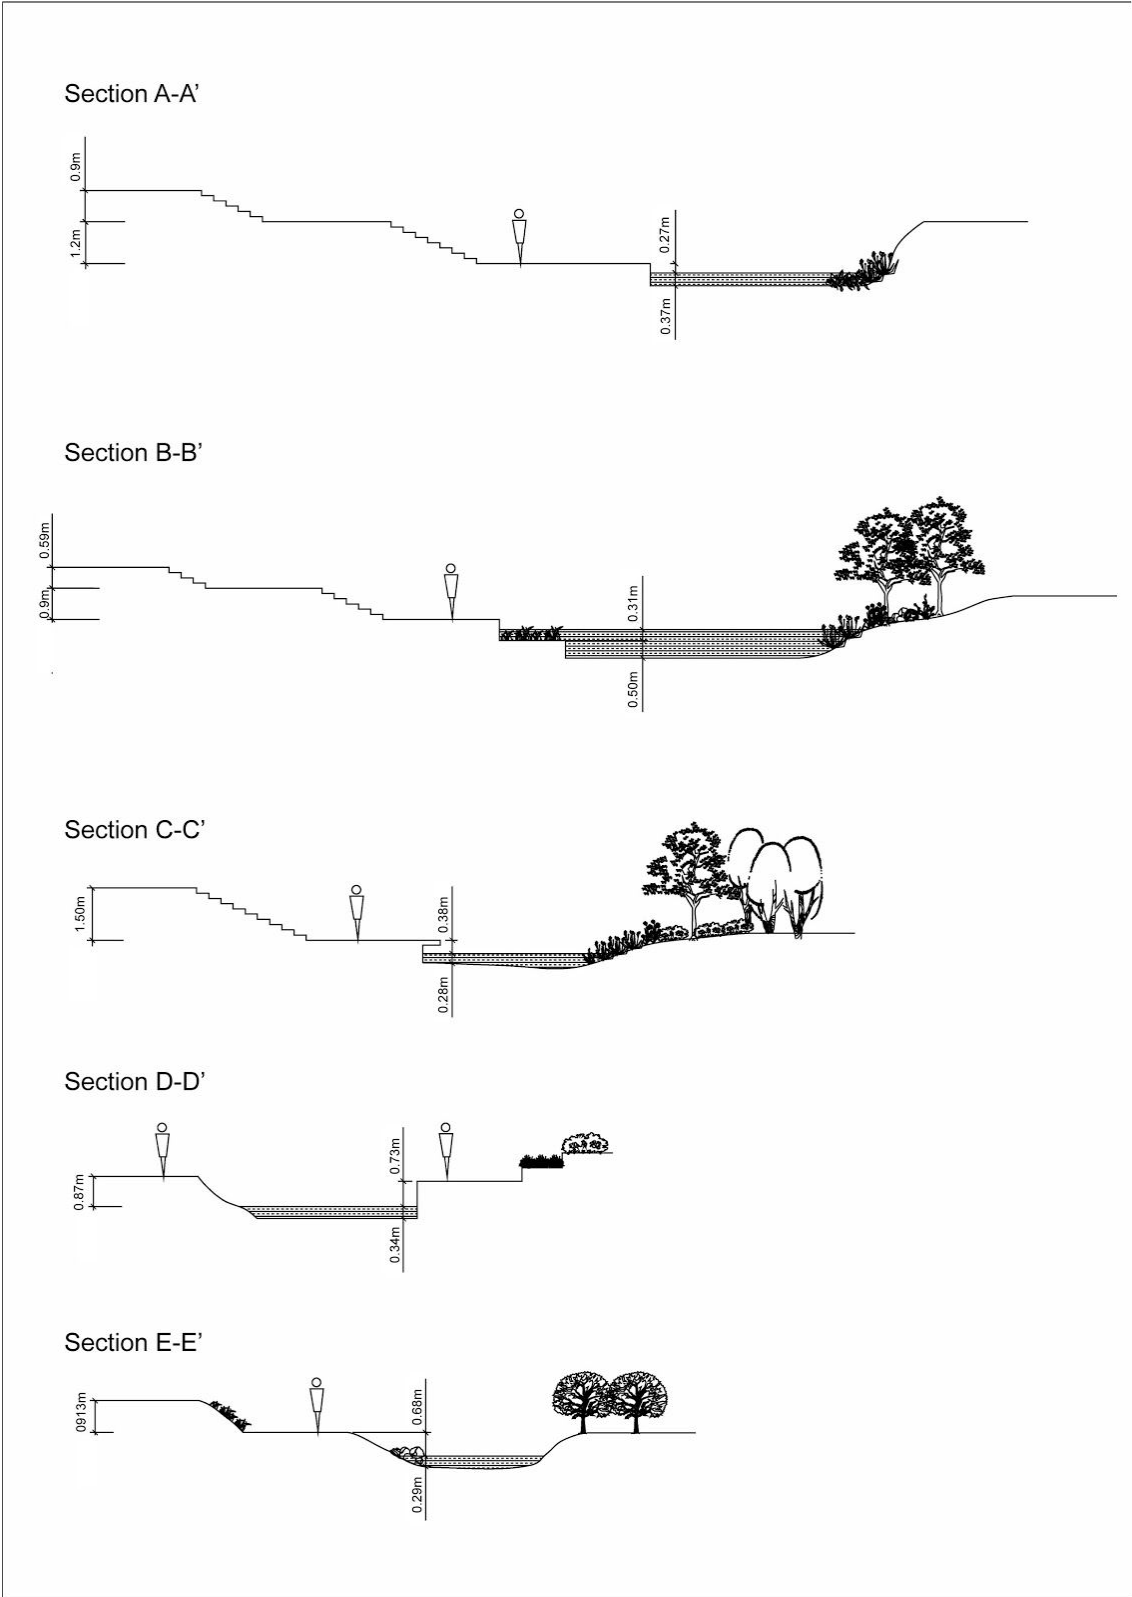 Section A-A’
0.9m
1.2m
0.27m
0.37m
Section B-B’
0.59m
0.9m
0.31m
0.50m
Section C-C’
1.50m
0.38m
0.28m
Section D-D’
0.87m
0.73m
0.34m
Section E-E’
0913m
0.68m
0.29m